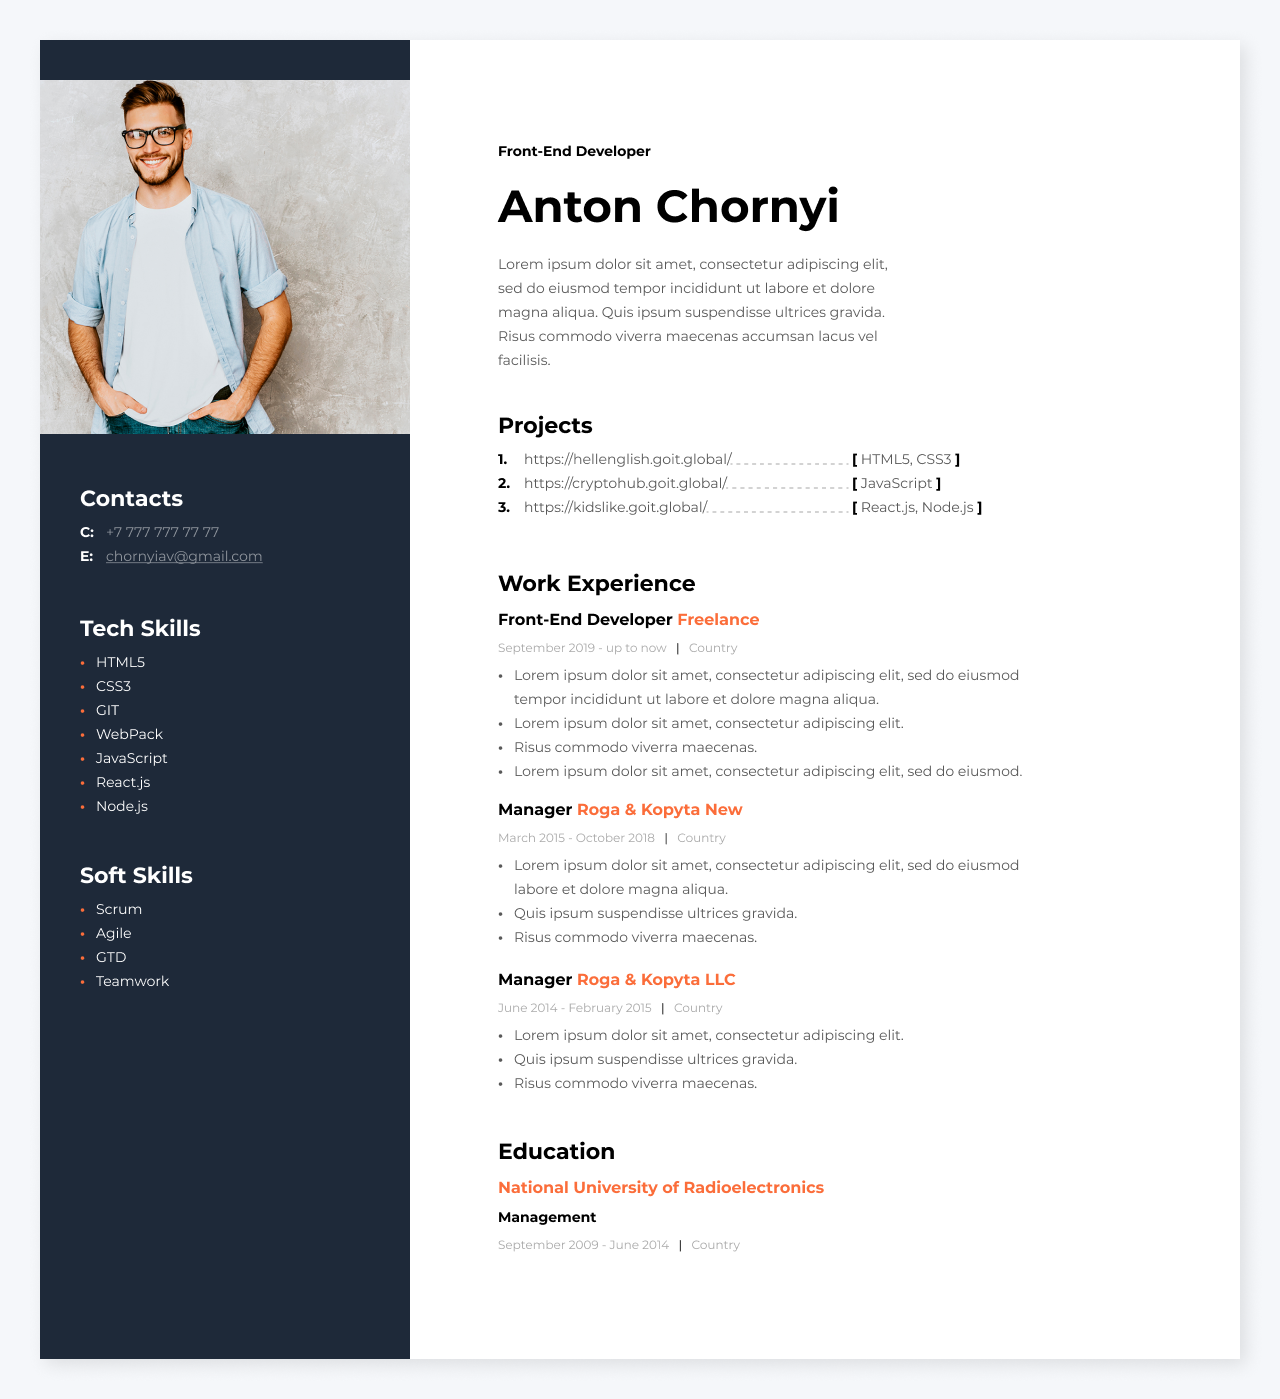 Contacts
C: +7 777 777 77 77
E: chornyiav@gmail.com
Tech Skills
• HTML5
• CSS3
• GIT
• WebPack
• JavaScript
• React.js
• Node.js
Soft Skills
• Scrum
• Agile
• GTD
• Teamwork
Front-End Developer
Anton Chornyi
Lorem ipsum dolor sit amet, consectetur adipiscing elit,
sed do eiusmod tempor incididunt ut labore et dolore
magna aliqua. Quis ipsum suspendisse ultrices gravida.
Risus commodo viverra maecenas accumsan lacus vel
facilisis.
Projects
1. https://hellenglish.goit.global/ [ HTML5, CSS3 ]
2. https://cryptohub.goit.global/ [ JavaScript ]
3. https://kidslike.goit.global/ [ React.js, Node.js ]
Work Experience
Front-End Developer Freelance
September 2019 - up to now | Country
• Lorem ipsum dolor sit amet, consectetur adipiscing elit, sed do eiusmod
tempor incididunt ut labore et dolore magna aliqua.
• Lorem ipsum dolor sit amet, consectetur adipiscing elit.
• Risus commodo viverra maecenas.
• Lorem ipsum dolor sit amet, consectetur adipiscing elit, sed do eiusmod.
Manager Roga & Kopyta New
March 2015 - October 2018 | Country
• Lorem ipsum dolor sit amet, consectetur adipiscing elit, sed do eiusmod
labore et dolore magna aliqua.
• Quis ipsum suspendisse ultrices gravida.
• Risus commodo viverra maecenas.
Manager Roga & Kopyta LLC
June 2014 - February 2015 | Country
• Lorem ipsum dolor sit amet, consectetur adipiscing elit.
• Quis ipsum suspendisse ultrices gravida.
• Risus commodo viverra maecenas.
Education
National University of Radioelectronics
Management
September 2009 - June 2014 | Country